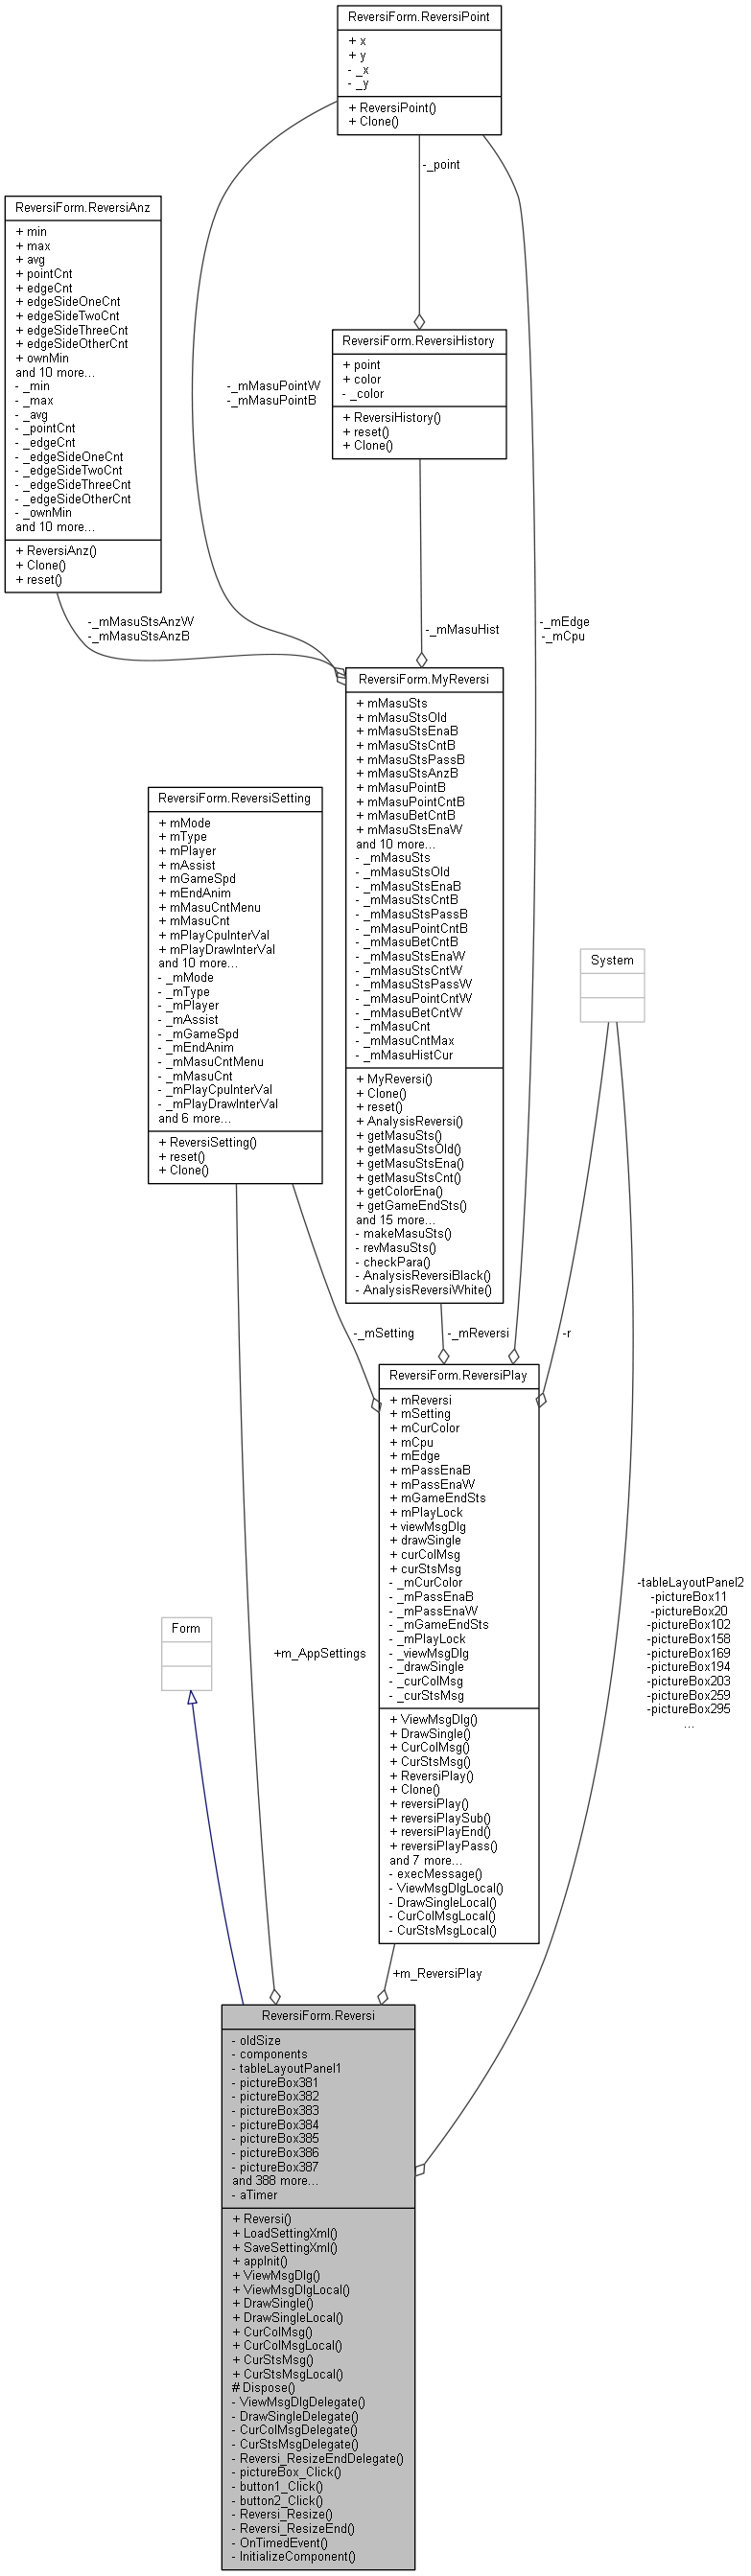 ReversiForm.ReversiPoint
+ x
+ y
- _x
- _y
+ ReversiPoint()
+ Clone()
-_point
ReversiForm.ReversiAnz
+ min
+ max
+ avg
+ pointCnt
+ edgeCnt
+ edgeSideOneCnt
+ edgeSideTwoCnt
+ edgeSideThreeCnt
+ edgeSideOtherCnt
+ ownMin
and 10 more...
- _min
- _max
- _avg
- _pointCnt
- _edgeCnt
- _edgeSideOneCnt
- _edgeSideTwoCnt
- _edgeSideThreeCnt
- _edgeSideOtherCnt
- _ownMin
and 10 more...
+ ReversiAnz()
+ Clone()
+ reset()
-_mMasuPointW
-_mMasuPointB
ReversiForm.ReversiHistory
+ point
+ color
- _color
+ ReversiHistory()
+ reset()
+ Clone()
-_mMasuStsAnzW
-_mMasuStsAnzB
-_mMasuHist
-_mEdge
-_mCpu
ReversiForm.MyReversi
+ mMasuSts
+ mMasuStsOld
+ mMasuStsEnaB
+ mMasuStsCntB
+ mMasuStsPassB
+ mMasuStsAnzB
+ mMasuPointB
+ mMasuPointCntB
+ mMasuBetCntB
+ mMasuStsEnaW
and 10 more...
- _mMasuSts
- _mMasuStsOld
- _mMasuStsEnaB
- _mMasuStsCntB
- _mMasuStsPassB
- _mMasuPointCntB
- _mMasuBetCntB
- _mMasuStsEnaW
- _mMasuStsCntW
- _mMasuStsPassW
- _mMasuPointCntW
- _mMasuBetCntW
- _mMasuCnt
- _mMasuCntMax
- _mMasuHistCur
+ MyReversi()
+ Clone()
+ reset()
+ AnalysisReversi()
+ getMasuSts()
+ getMasuStsOld()
+ getMasuStsEna()
+ getMasuStsCnt()
+ getColorEna()
+ getGameEndSts()
and 15 more...
- makeMasuSts()
- revMasuSts()
- checkPara()
- AnalysisReversiBlack()
- AnalysisReversiWhite()
ReversiForm.ReversiSetting
+ mMode
+ mType
+ mPlayer
+ mAssist
+ mGameSpd
+ mEndAnim
+ mMasuCntMenu
+ mMasuCnt
+ mPlayCpuInterVal
+ mPlayDrawInterVal
and 10 more...
- _mMode
- _mType
- _mPlayer
- _mAssist
- _mGameSpd
- _mEndAnim
- _mMasuCntMenu
- _mMasuCnt
- _mPlayCpuInterVal
- _mPlayDrawInterVal
and 6 more...
+ ReversiSetting()
+ reset()
+ Clone()
System
-_mSetting
-_mReversi
-r
ReversiForm.ReversiPlay
+ mReversi
+ mSetting
+ mCurColor
+ mCpu
+ mEdge
+ mPassEnaB
+ mPassEnaW
+ mGameEndSts
+ mPlayLock
+ viewMsgDlg
+ drawSingle
+ curColMsg
+ curStsMsg
- _mCurColor
- _mPassEnaB
- _mPassEnaW
- _mGameEndSts
- _mPlayLock
- _viewMsgDlg
- _drawSingle
- _curColMsg
- _curStsMsg
+ ViewMsgDlg()
+ DrawSingle()
+ CurColMsg()
+ CurStsMsg()
+ ReversiPlay()
+ Clone()
+ reversiPlay()
+ reversiPlaySub()
+ reversiPlayEnd()
+ reversiPlayPass()
and 7 more...
- execMessage()
- ViewMsgDlgLocal()
- DrawSingleLocal()
- CurColMsgLocal()
- CurStsMsgLocal()
-tableLayoutPanel2
-pictureBox11
-pictureBox20
-pictureBox102
-pictureBox158
-pictureBox169
-pictureBox194
-pictureBox203
-pictureBox259
-pictureBox295
...
Form
+m_AppSettings
+m_ReversiPlay
ReversiForm.Reversi
- oldSize
- components
- tableLayoutPanel1
- pictureBox381
- pictureBox382
- pictureBox383
- pictureBox384
- pictureBox385
- pictureBox386
- pictureBox387
and 388 more...
- aTimer
+ Reversi()
+ LoadSettingXml()
+ SaveSettingXml()
+ appInit()
+ ViewMsgDlg()
+ ViewMsgDlgLocal()
+ DrawSingle()
+ DrawSingleLocal()
+ CurColMsg()
+ CurColMsgLocal()
+ CurStsMsg()
+ CurStsMsgLocal()
# Dispose()
- ViewMsgDlgDelegate()
- DrawSingleDelegate()
- CurColMsgDelegate()
- CurStsMsgDelegate()
- Reversi_ResizeEndDelegate()
- pictureBox_Click()
- button1_Click()
- button2_Click()
- Reversi_Resize()
- Reversi_ResizeEnd()
- OnTimedEvent()
- InitializeComponent()